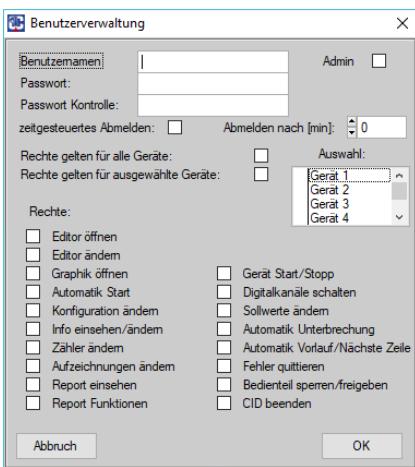 Benutzerverwaltung
Benutzernamen Admin
Passwort:
Passwort Kontrolle:
zeitgesteuertes Abmelden: Abmelden nach [min]: 0
Rechte gelten für alle Geräte: Auswahl:
Rechte gelten für ausgewählte Geräte: Gerät 1
Gerät 2
Gerät 3
Gerät 4
Rechte:
Editor öffnen
Editor ändern
Graphik öffnen Gerät Start/Stopp
Automatik Start Digitalkanäle schalten
Konfiguration ändern Sollwerte ändern
Info einsehen/ändern Automatik Unterbrechung
Zähler ändern Automatik Vorlauf/Nächste Zeile
Aufzeichnungen ändern Fehler quittieren
Report einsehen Bedienteil sperren/freigeben
Report Funktionen CID beenden
Abbruch OK